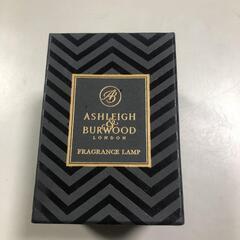 AB
ASHLEIGH
&
BURWOOD
LONDON
FRAGRANCE LAMP